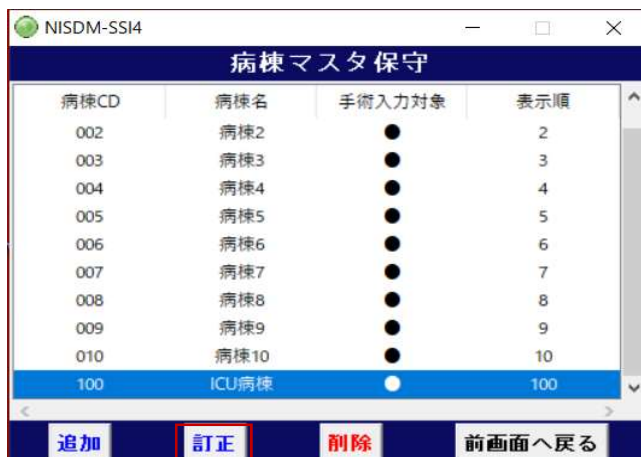 NISDM-SSI4
病棟マスタ保守
病棟CD 病棟名 手術入力対象 表示順
002 病棟2 ● 2
003 病棟3 ● 3
004 病棟4 ● 4
005 病棟5 ● 5
006 病棟6 ● 6
007 病棟7 ● 7
008 病棟8 ● 8
009 病棟9 ● 9
010 病棟10 ● 10
100 ICU病棟 ● 100
追加 訂正 削除 前画面へ戻る